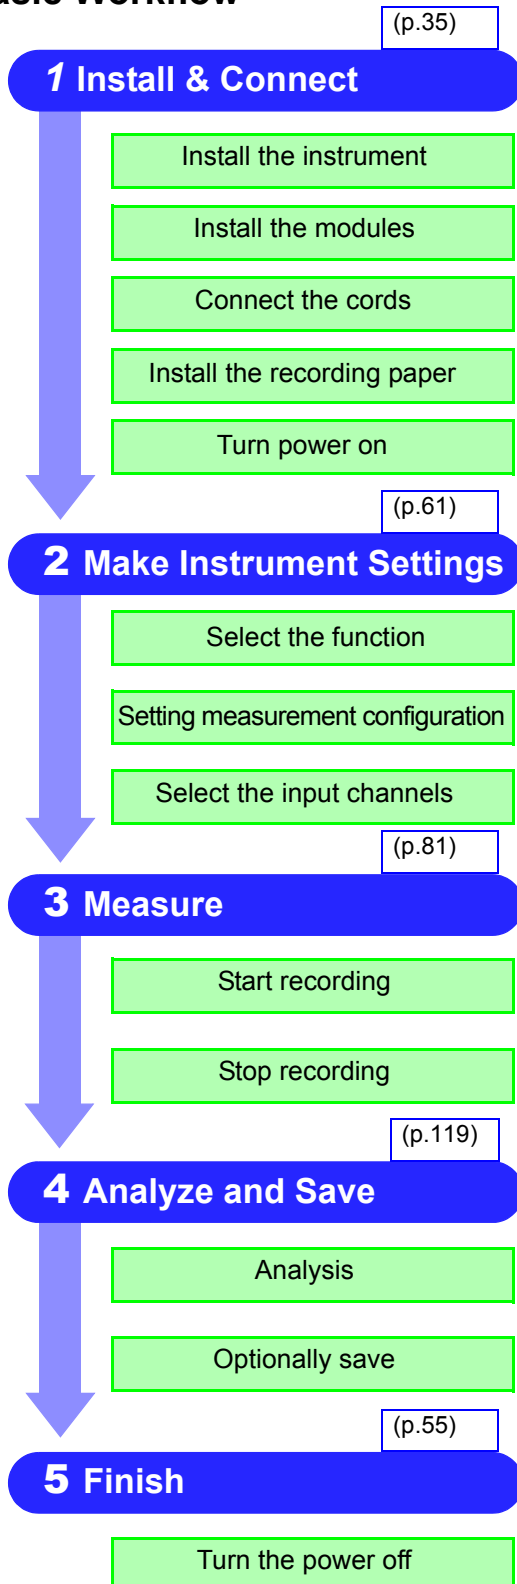 (p.35)
1 Install & Connect
Install the instrument
Install the modules
Connect the cords
Install the recording paper
Turn power on
(p.61)
2 Make Instrument Settings
Select the function
Setting measurement configuration
Select the input channels
(p.81)
3 Measure
Start recording
Stop recording
(p.119)
4 Analyze and Save
Analysis
Optionally save
(p.55)
5 Finish
Turn the power off